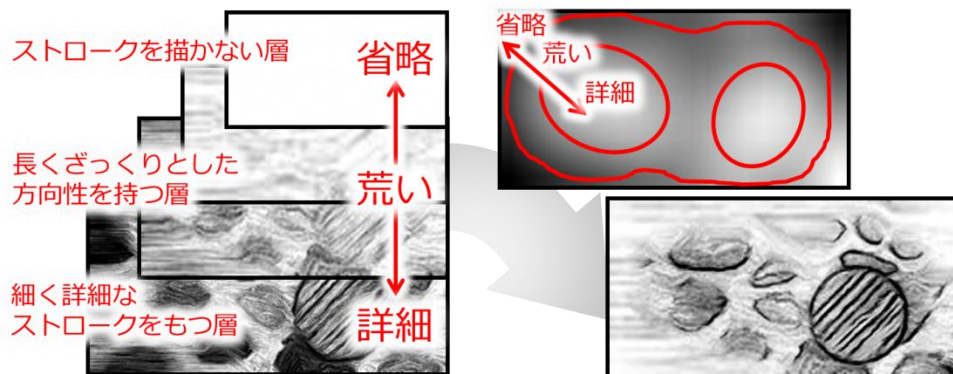 ストロークを描かない層
省略
長くざっくりとした
方向性を持つ層
荒い
細く詳細な
ストロークをもつ層
詳細
省略
荒い
詳細